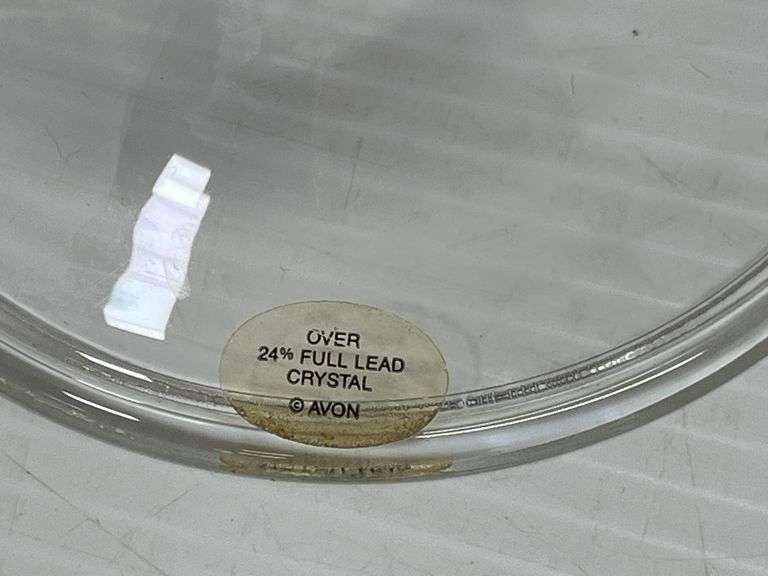 OVER
24% FULL LEAD
CRYSTAL
© AVON